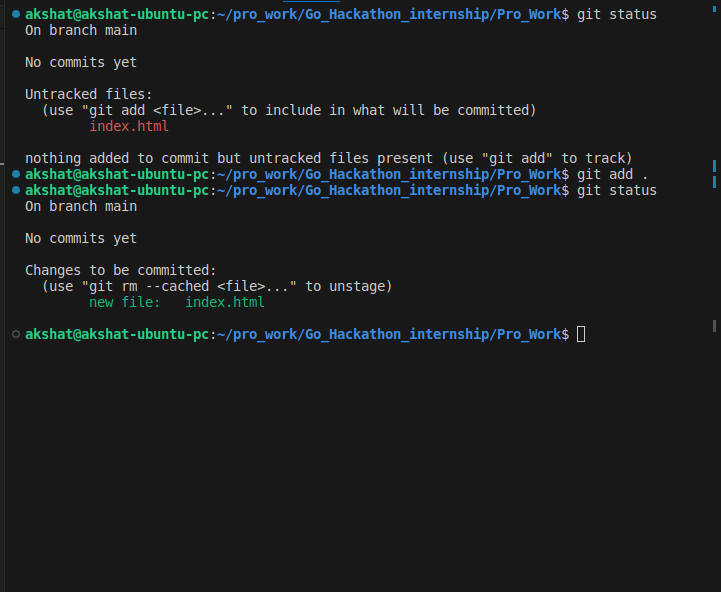 akshat@akshat-ubuntu-pc:~/pro_work/Go_Hackathon_internship/Pro_Work$ git status
On branch main
No commits yet
Untracked files:
  (use "git add <file>..." to include in what will be committed)
        index.html
nothing added to commit but untracked files present (use "git add" to track)
akshat@akshat-ubuntu-pc:~/pro_work/Go_Hackathon_internship/Pro_Work$ git add .
akshat@akshat-ubuntu-pc:~/pro_work/Go_Hackathon_internship/Pro_Work$ git status
On branch main
No commits yet
Changes to be committed:
  (use "git rm --cached <file>..." to unstage)
        new file:   index.html
akshat@akshat-ubuntu-pc:~/pro_work/Go_Hackathon_internship/Pro_Work$